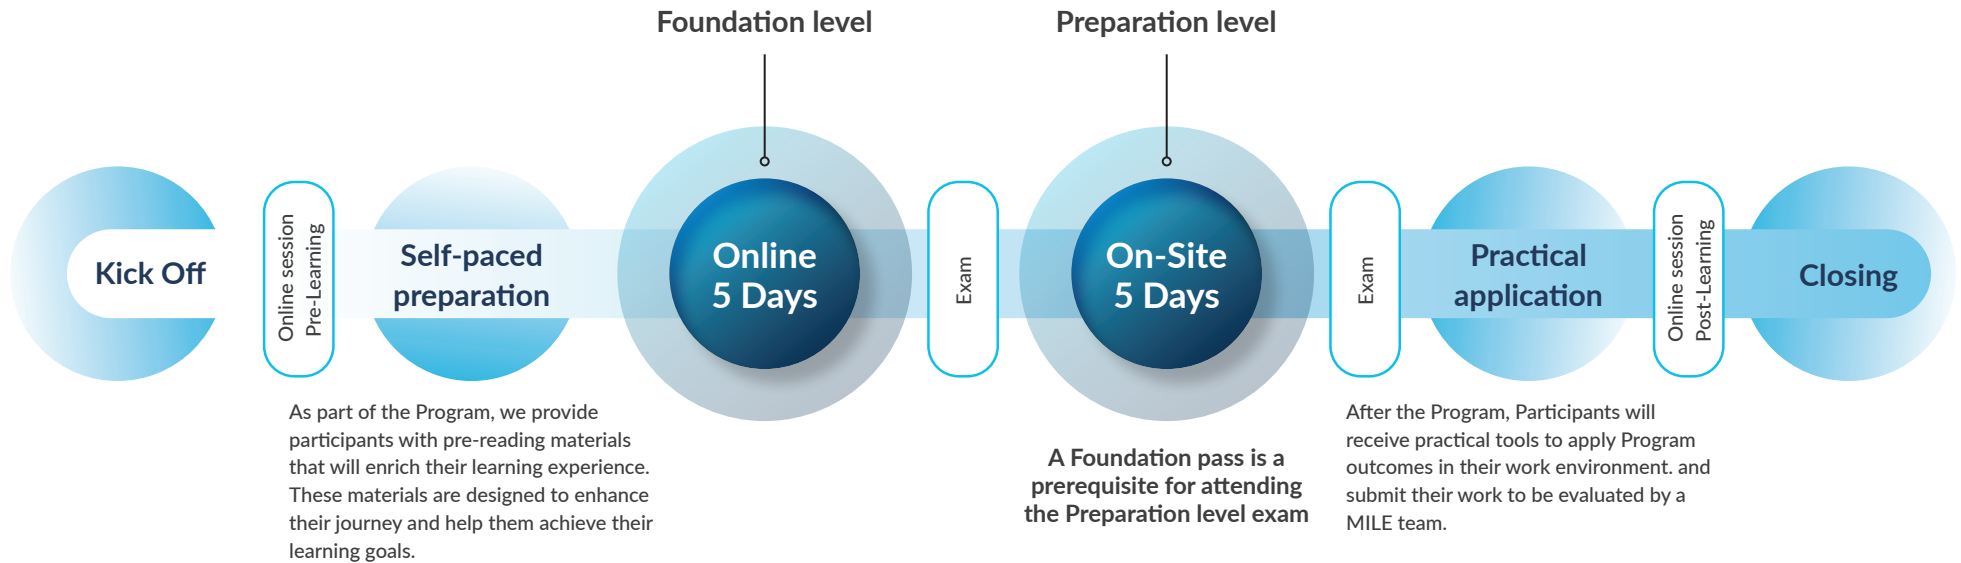 Foundation level
Preparation level
Kick Off
Online session
Pre-Learning
Self-paced
preparation
Online
5 Days
Exam
On-Site
5 Days
Exam
Practical
application
Online session
Post-Learning
Closing
As part of the Program, we provide
participants with pre-reading materials
that will enrich their learning experience.
These materials are designed to enhance
their journey and help them achieve their
learning goals.
A Foundation pass is a
prerequisite for attending
the Preparation level exam
After the Program, Participants will
receive practical tools to apply Program
outcomes in their work environment. and
submit their work to be evaluated by a
MILE team.